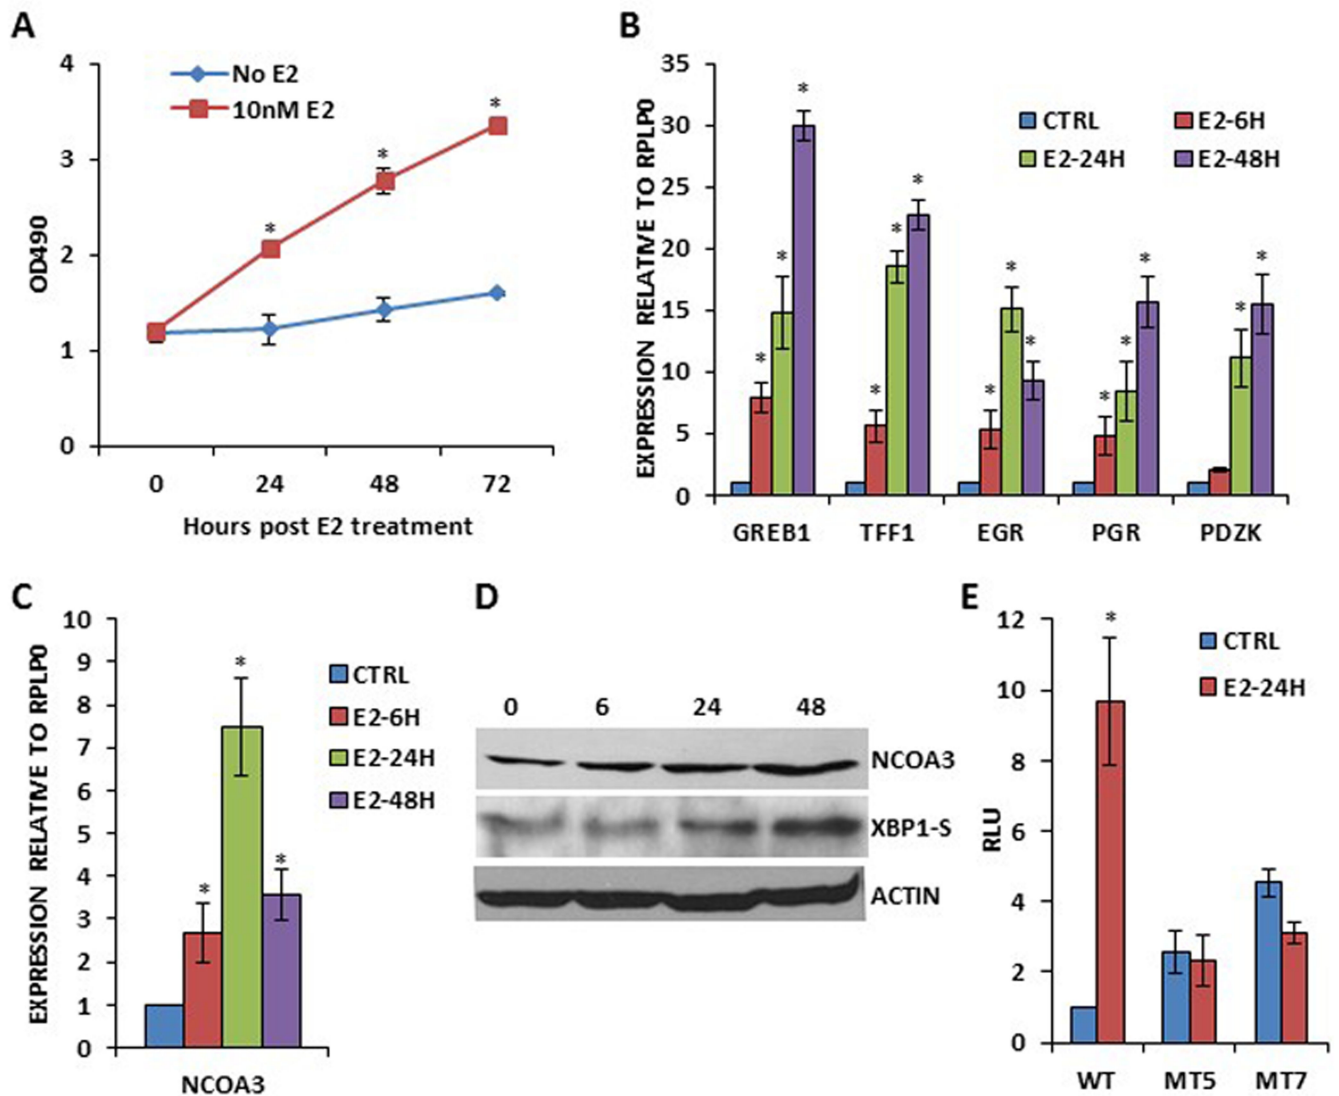 A
4
3
2
1
0
OD490
No E2
10nM E2
*
*
*
0 24 48 72
Hours post E2 treatment
B
35
30
25
20
15
10
5
0
EXPRESSION RELATIVE TO RPLP0
CTRL E2-6H
E2-24H E2-48H
* * * *
* * * *
* * * *
* *
GREB1 TFF1 EGR PGR PDZK
C
10
9
8
7
6
5
4
3
2
1
0
EXPRESSION RELATIVE TO RPLP0
CTRL
E2-6H
E2-24H
E2-48H
* * *
NCOA3
D
0 6 24 48
NCOA3
XBP1-S
ACTIN
E
12
10
8
6
4
2
0
RLU
CTRL
E2-24H
*
WT MT5 MT7